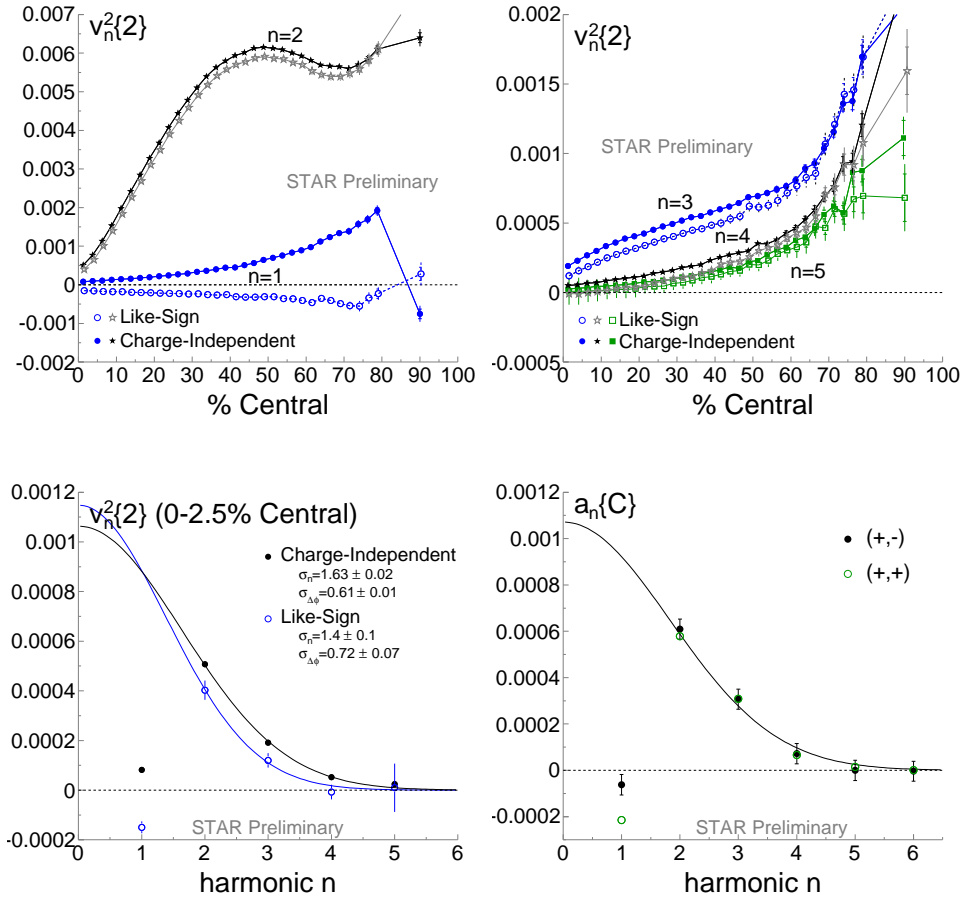 v_n^2{2}
n=2
STAR Preliminary
n=1
Like-Sign
Charge-Independent
0.007
0.006
0.005
0.004
0.003
0.002
0.001
0
-0.001
-0.002
0 10 20 30 40 50 60 70 80 90 100
% Central
v_n^2{2}
STAR Preliminary
n=3
n=4
n=5
Like-Sign
Charge-Independent
0.002
0.0015
0.001
0.0005
0
-0.0005
0 10 20 30 40 50 60 70 80 90 100
% Central
v_n^2{2} (0-2.5% Central)
Charge-Independent
σ_n=1.63 ± 0.02
σ_Δϕ=0.61 ± 0.01
Like-Sign
σ_n=1.4 ± 0.1
σ_Δϕ=0.72 ± 0.07
STAR Preliminary
0.0012
0.001
0.0008
0.0006
0.0004
0.0002
0
-0.0002
0 1 2 3 4 5 6
harmonic n
a_n{C}
(+,-)
(+,+)
STAR Preliminary
0.0012
0.001
0.0008
0.0006
0.0004
0.0002
0
-0.0002
0 1 2 3 4 5 6
harmonic n